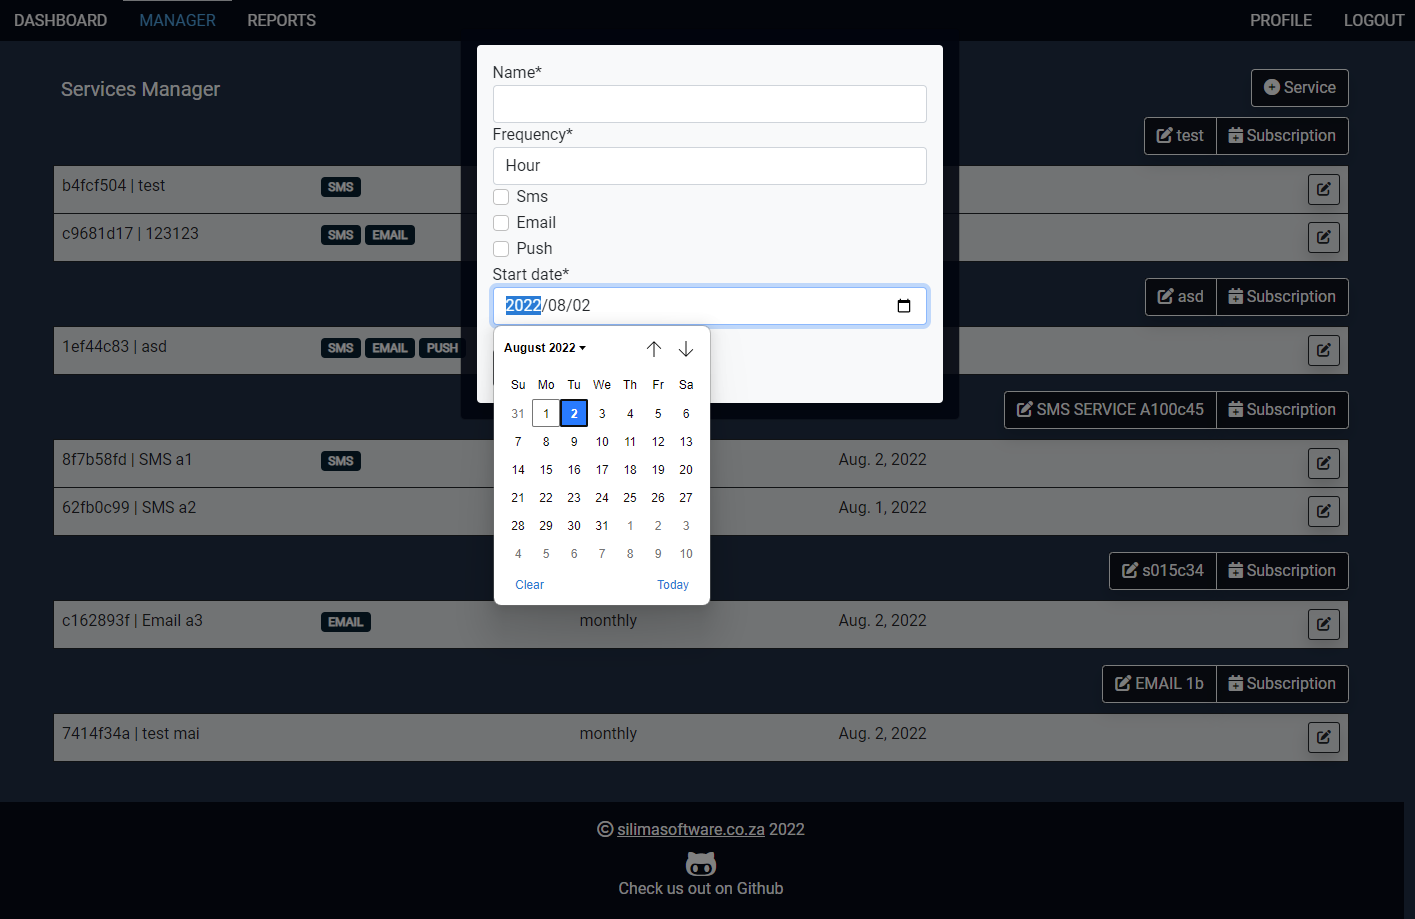 DASHBOARD MANAGER REPORTS PROFILE LOGOUT
Services Manager
Service
test Subscription
b4fcf504 | test SMS
c9681d17 | 123123 SMS EMAIL
asd Subscription
1ef44c83 | asd SMS EMAIL PUSH
SMS SERVICE A100c45 Subscription
8f7b58fd | SMS a1 SMS Aug. 2, 2022
62fb0c99 | SMS a2 Aug. 1, 2022
s015c34 Subscription
c162893f | Email a3 EMAIL monthly Aug. 2, 2022
EMAIL 1b Subscription
7414f34a | test mai monthly Aug. 2, 2022
Name*
Frequency*
Hour
Sms
Email
Push
Start date*
2022/08/02
August 2022
Su Mo Tu We Th Fr Sa
31 1 2 3 4 5 6
7 8 9 10 11 12 13
14 15 16 17 18 19 20
21 22 23 24 25 26 27
28 29 30 31 1 2 3
4 5 6 7 8 9 10
Clear Today
© silimasoftware.co.za 2022
Check us out on Github